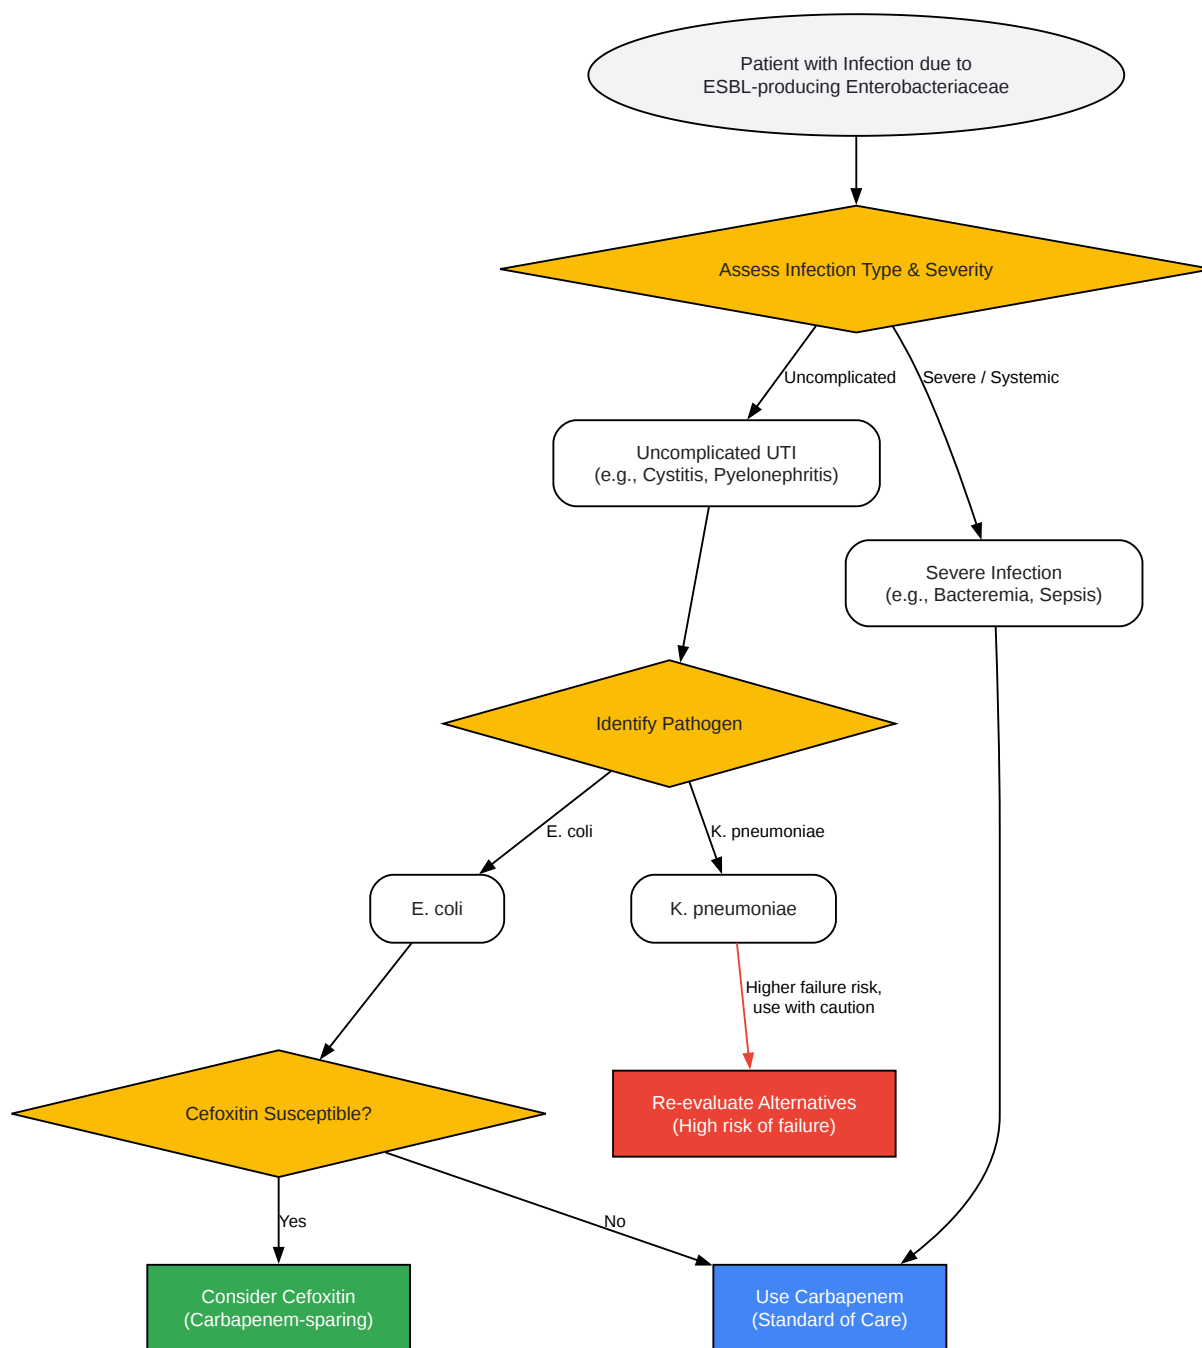 Patient with Infection due to
ESBL-producing Enterobacteriaceae
Assess Infection Type & Severity
Uncomplicated
Severe / Systemic
Uncomplicated UTI
(e.g., Cystitis, Pyelonephritis)
Severe Infection
(e.g., Bacteremia, Sepsis)
Identify Pathogen
E. coli
K. pneumoniae
E. coli
K. pneumoniae
Higher failure risk,
use with caution
Cefoxitin Susceptible?
Re-evaluate Alternatives
(High risk of failure)
Yes
No
Consider Cefoxitin
(Carbapenem-sparing)
Use Carbapenem
(Standard of Care)